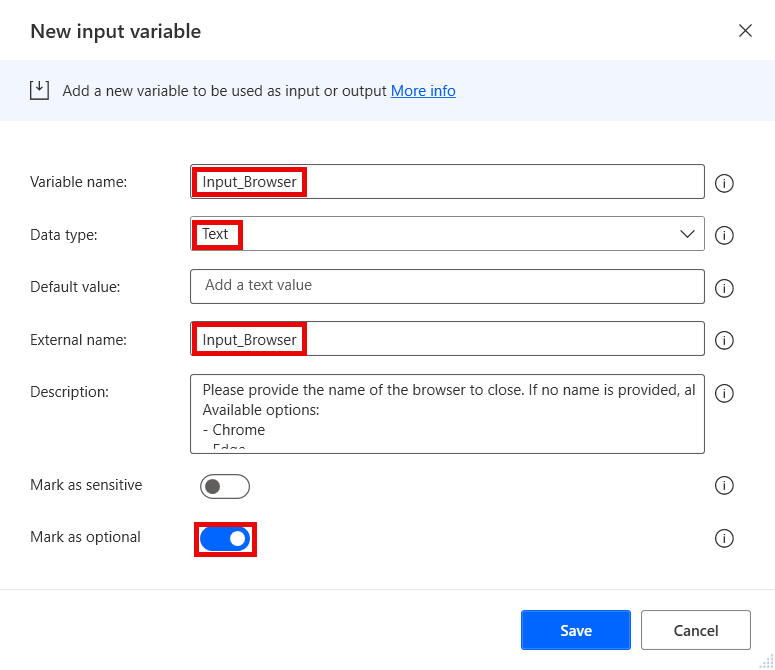 New input variable
Add a new variable to be used as input or output More info
Variable name:
Input_Browser
Data type:
Text
Default value:
Add a text value
External name:
Input_Browser
Description:
Please provide the name of the browser to close. If no name is provided, al
Available options:
- Chrome
- Edge
Mark as sensitive
Mark as optional
Save
Cancel